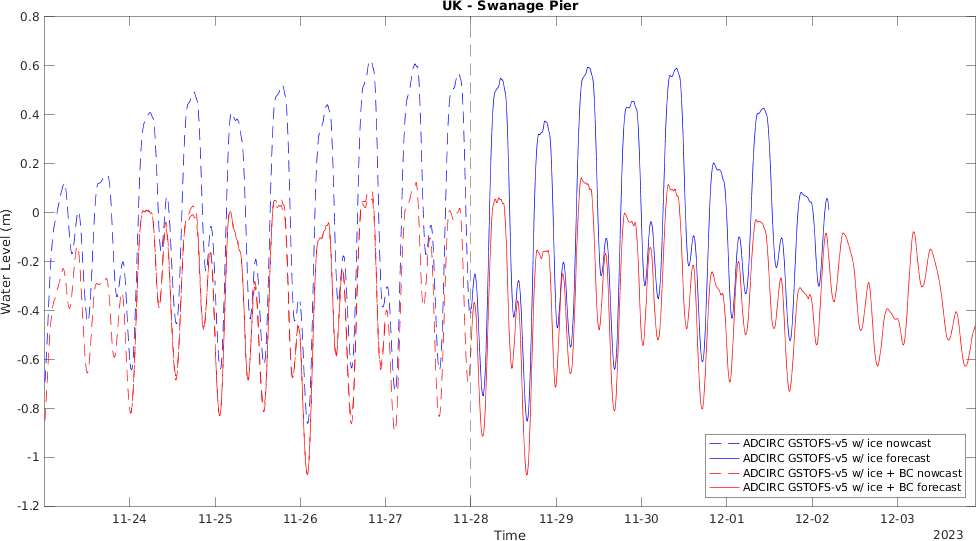 UK - Swanage Pier
0.8
0.6
0.4
0.2
0
-0.2
-0.4
-0.6
-0.8
-1
-1.2
Water Level (m)
11-24 11-25 11-26 11-27 11-28 11-29 11-30 12-01 12-02 12-03
Time
2023
ADCIRC GSTOFS-v5 w/ ice nowcast
ADCIRC GSTOFS-v5 w/ ice forecast
ADCIRC GSTOFS-v5 w/ ice + BC nowcast
ADCIRC GSTOFS-v5 w/ ice + BC forecast